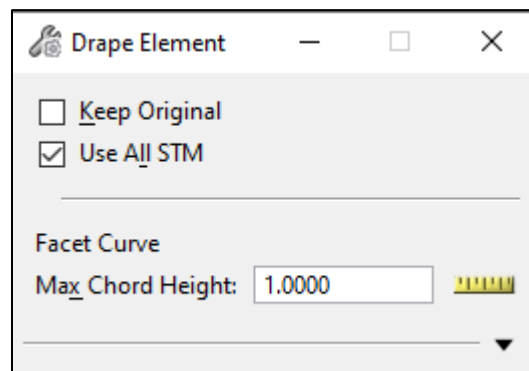 Drape Element
Keep Original
Use All STM
Facet Curve
Max Chord Height: 1.0000